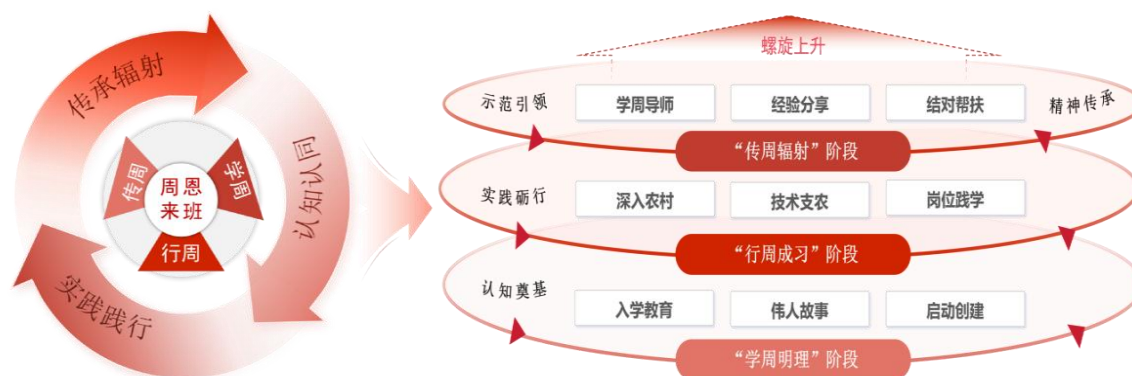 传承辐射
认知认同
实践践行
传周
学周
行周
周恩
来班
螺旋上升
示范引领
学周导师
经验分享
结对帮扶
精神传承
“传周辐射”阶段
实践砺行
深入农村
技术支农
岗位践学
“行周成习”阶段
认知奠基
入学教育
伟人故事
启动创建
“学周明理”阶段